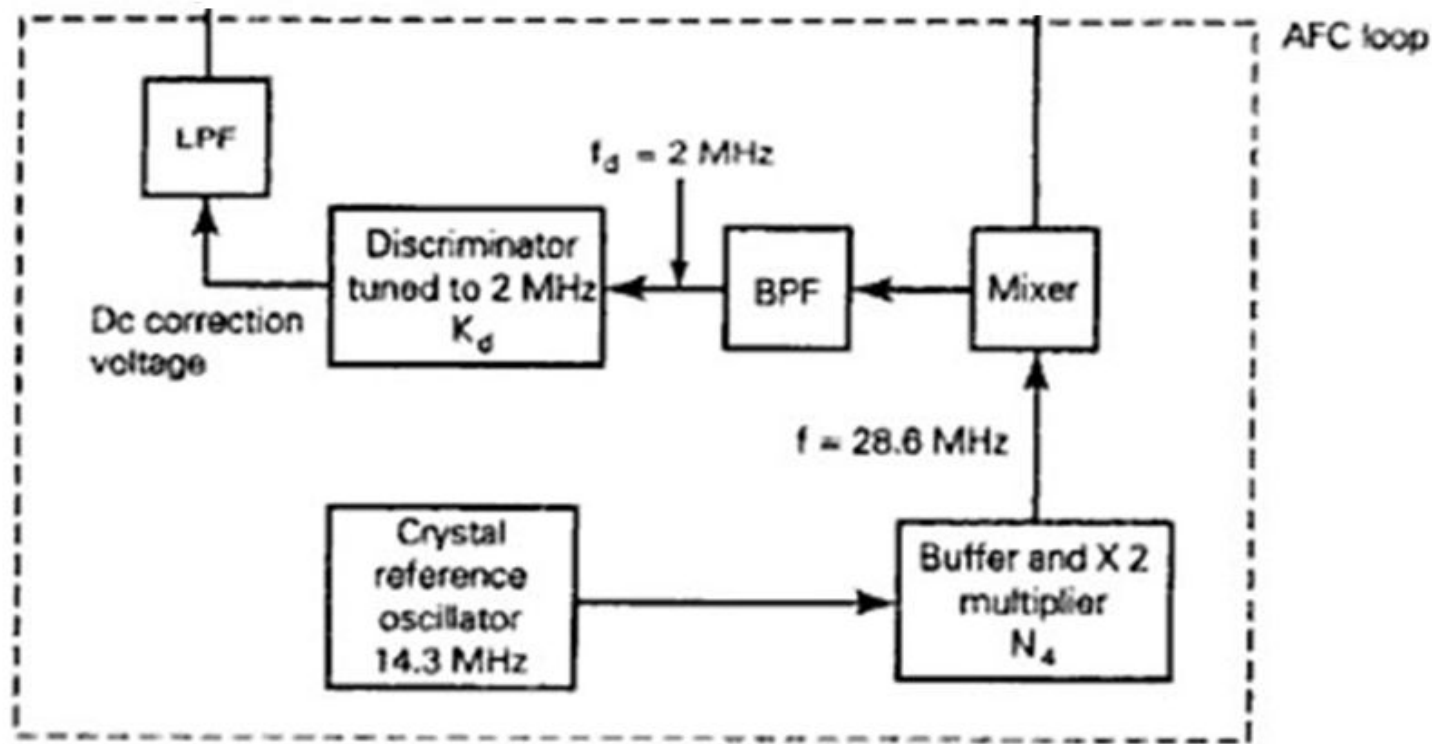 AFC loop
LPF
f_d = 2 MHz
Discriminator
tuned to 2 MHz
K_d
BPF
Mixer
Dc correction
voltage
f = 28.6 MHz
Crystal
reference
oscillator
14.3 MHz
Buffer and X 2
multiplier
N_4